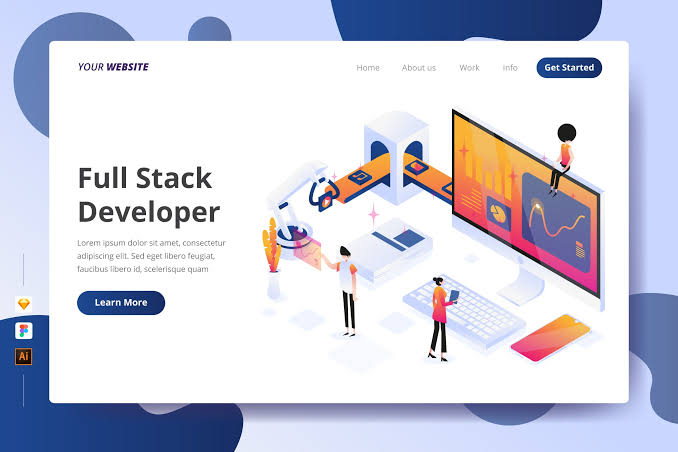 YOUR WEBSITE
Home About us Work info Get Started
Full Stack
Developer
Lorem ipsum dolor sit amet, consectetur
adipiscing elit. Sed eget libero feugiat,
faucibus libero id, scelerisque quam
Learn More
Ai